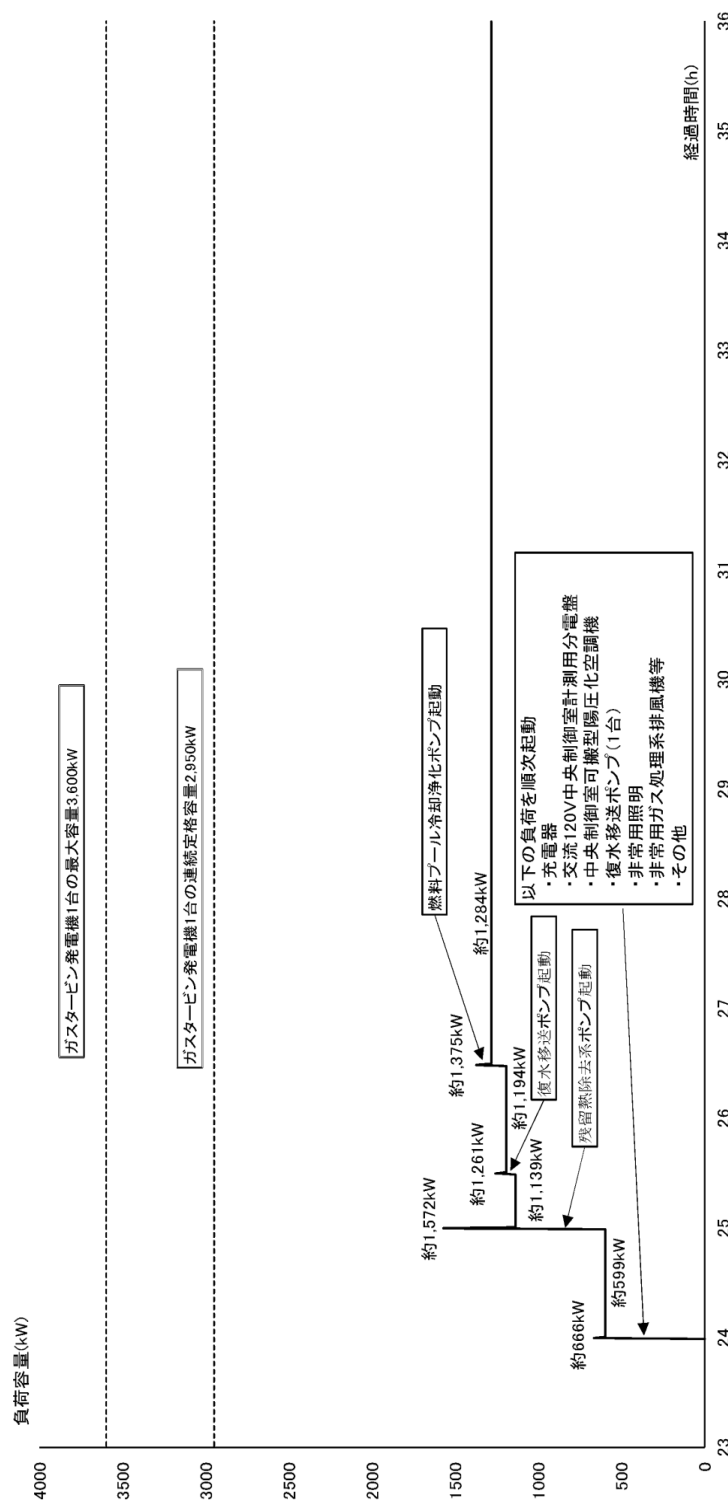 負荷容量(kW)
4000
3500
3000
2500
2000
1500
1000
500
0
ガスタービン発電機1台の最大容量3,600kW
ガスタービン発電機1台の連続定格容量2,950kW
燃料プール冷却浄化ポンプ起動
約1,572kW
約1,375kW
約1,284kW
約1,261kW
約1,194kW
約1,139kW
復水移送ポンプ起動
残留熱除去系ポンプ起動
約666kW
約599kW
以下の負荷を順次起動
・充電器
・交流120V中央制御室計測用分電盤
・中央制御室可搬型陽圧化空調機
・復水移送ポンプ(1台)
・非常用照明
・非常用ガス処理系排風機等
・その他
23 24 25 26 27 28 29 30 31 32 33 34 35 36
経過時間(h)